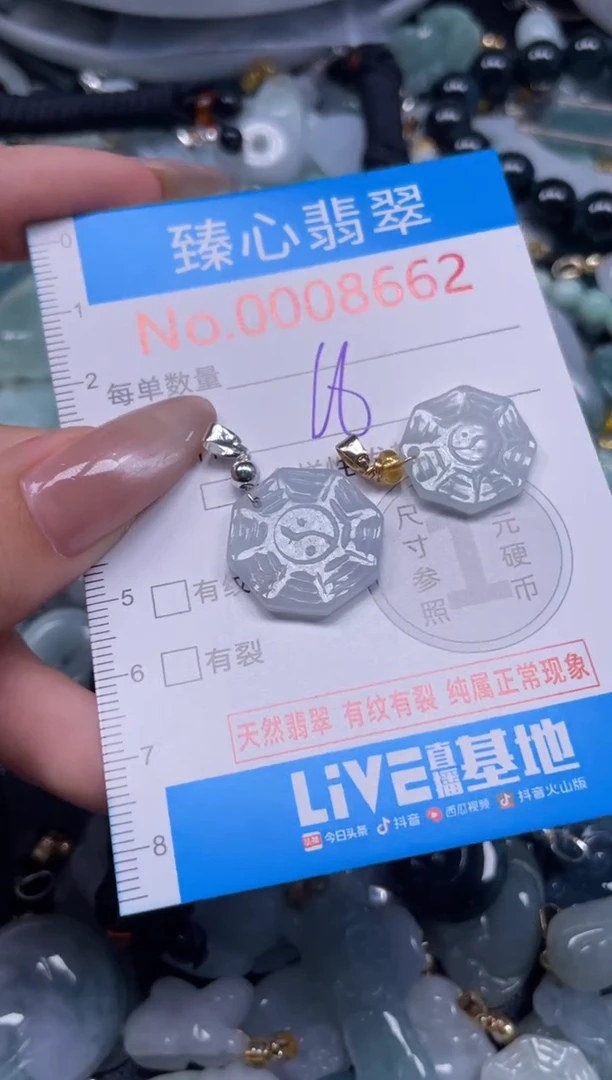 臻心翡翠
No.0008662
每单数量
0
1
2
5
6
7
8
有纹
有裂
尺寸参照
1
元硬币
天然翡翠 有纹有裂 纯属正常现象
LiVE直播基地
头条 今日头条 抖音 西瓜视频 抖音火山版